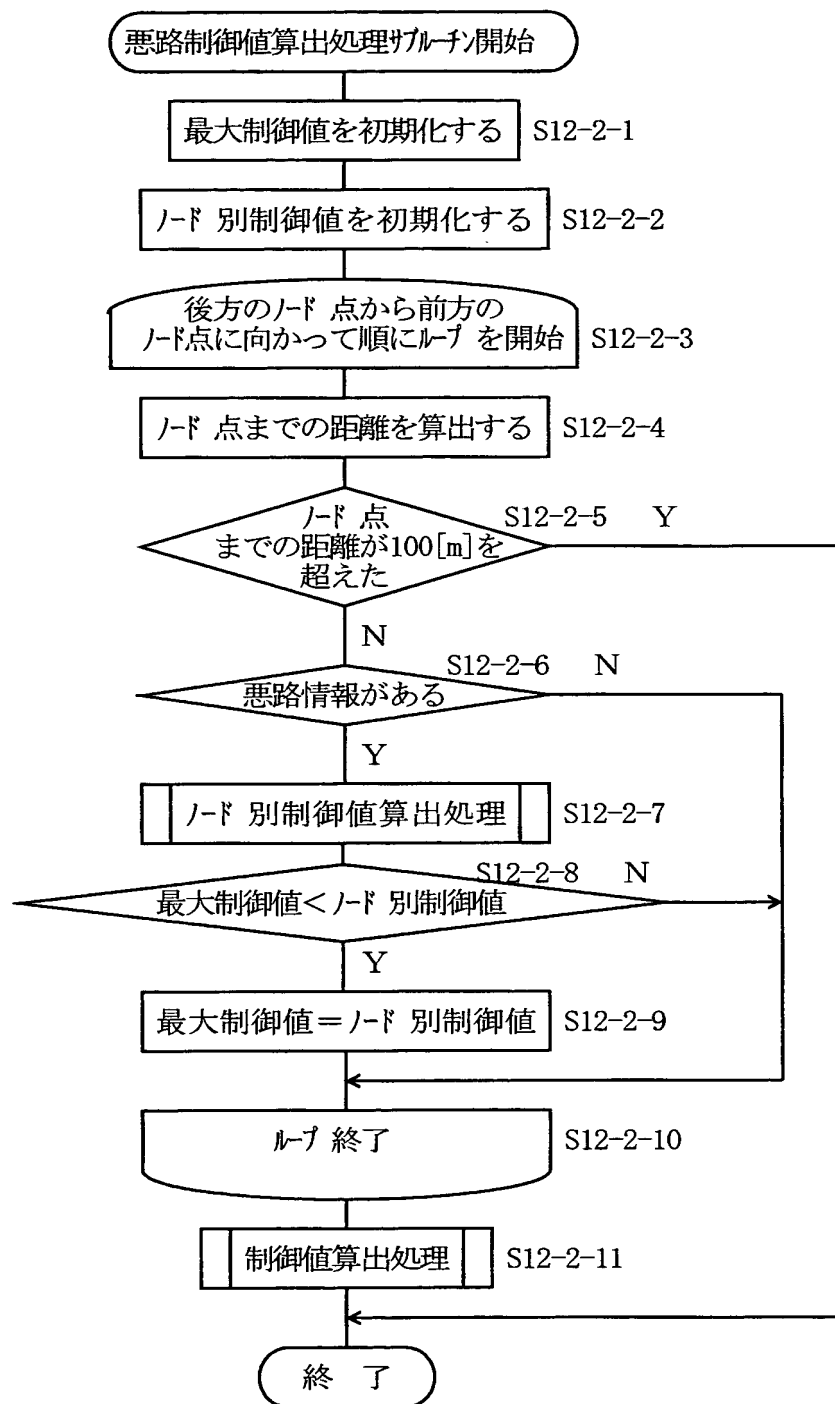 悪路制御値算出処理ｻﾌﾞﾙｰﾁﾝ開始
最大制御値を初期化する S12-2-1
ﾉｰﾄﾞ 別制御値を初期化する S12-2-2
後方のﾉｰﾄﾞ 点から前方の
ﾉｰﾄﾞ点に向かって順にﾙｰﾌﾟ を開始 S12-2-3
ﾉｰﾄﾞ 点までの距離を算出する S12-2-4
S12-2-5 Y
ﾉｰﾄﾞ 点
までの距離が100[m]を
超えた
N
S12-2-6 N
悪路情報がある
Y
ﾉｰﾄﾞ 別制御値算出処理 S12-2-7
S12-2-8 N
最大制御値＜ﾉｰﾄﾞ 別制御値
Y
最大制御値＝ﾉｰﾄﾞ 別制御値 S12-2-9
ﾙｰﾌﾟ 終了 S12-2-10
制御値算出処理 S12-2-11
終 了